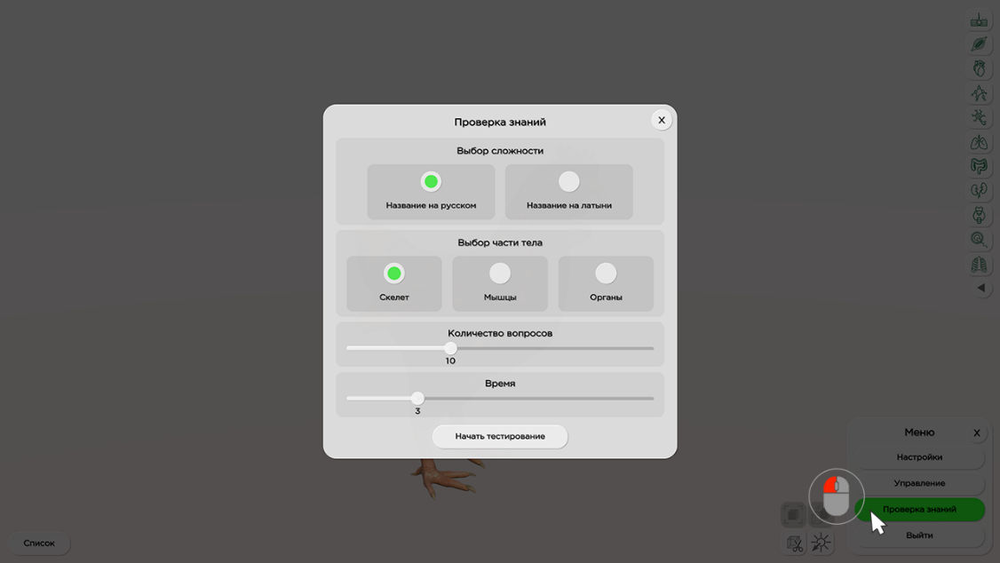 Проверка знаний
X
Выбор сложности
Название на русском
Название на латыни
Выбор части тела
Скелет
Мышцы
Органы
Количество вопросов
10
Время
3
Начать тестирование
Меню
X
Настройки
Управление
Проверка знаний
Выйти
Список